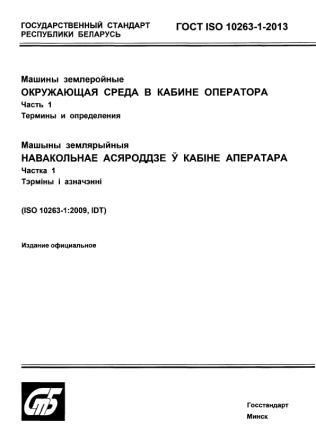 ГОСУДАРСТВЕННЫЙ СТАНДАРТ
РЕСПУБЛИКИ БЕЛАРУСЬ
ГОСТ ISO 10263-1-2013
Машины землеройные
ОКРУЖАЮЩАЯ СРЕДА В КАБИНЕ ОПЕРАТОРА
Часть 1
Термины и определения
Машыны землярыйныя
НАВАКОЛЬНАЕ АСЯРОДДЗЕ Ў КАБІНЕ АПЕРАТАРА
Частка 1
Тэрміны і азначэнні
(ISO 10263-1:2009, IDT)
Издание официальное
СТБ
Госстандарт
Минск